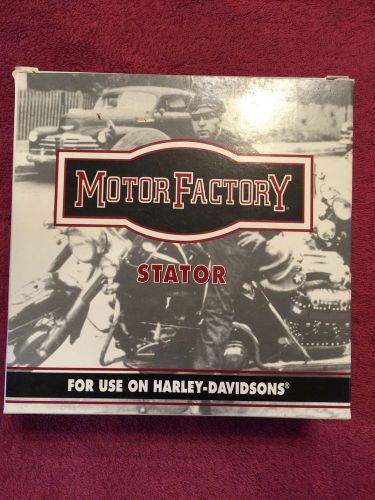 MOTOR FACTORY®
STATOR
FOR USE ON HARLEY-DAVIDSONS®